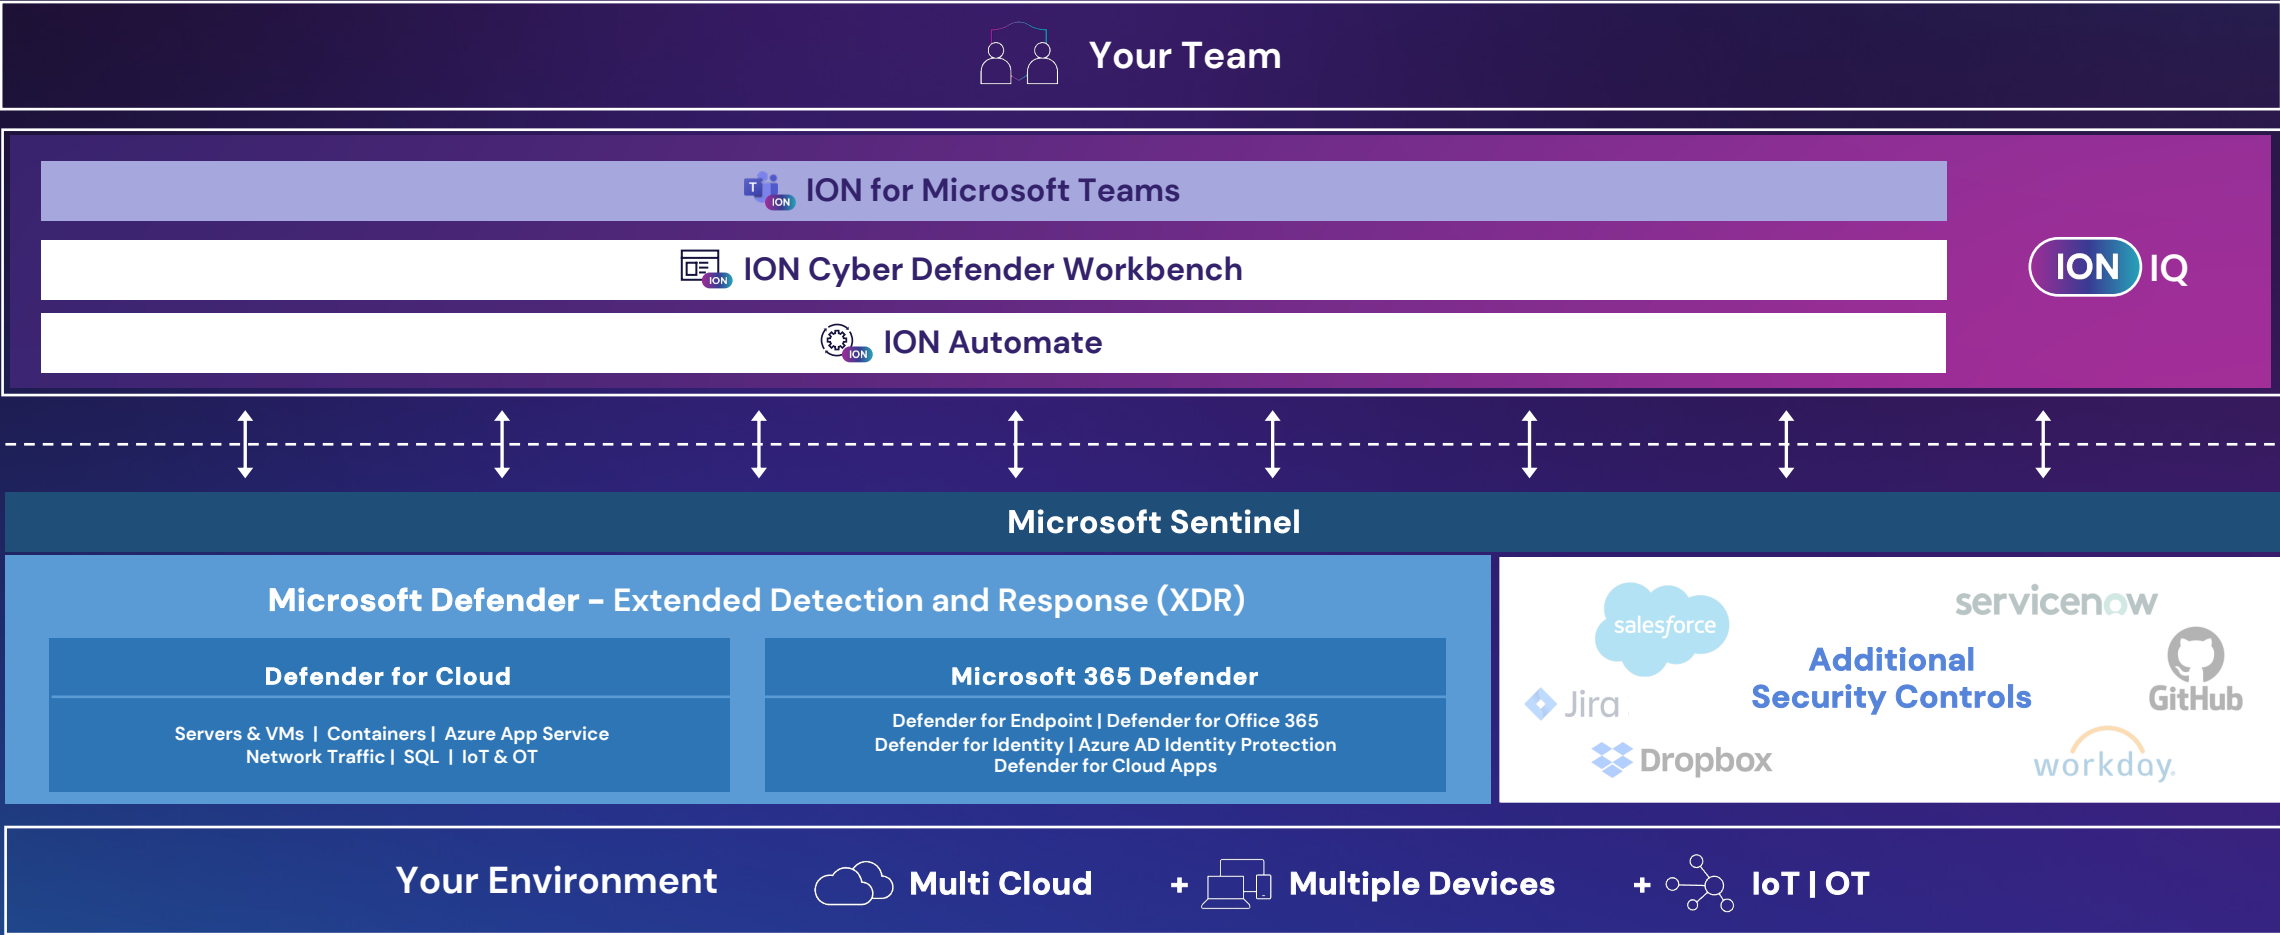 Your Team
T ION ION for Microsoft Teams
ION ION Cyber Defender Workbench
ION IQ
ION ION Automate
Microsoft Sentinel
Microsoft Defender – Extended Detection and Response (XDR)
Defender for Cloud
Servers & VMs | Containers | Azure App Service
Network Traffic | SQL | IoT & OT
Microsoft 365 Defender
Defender for Endpoint | Defender for Office 365
Defender for Identity | Azure AD Identity Protection
Defender for Cloud Apps
salesforce
servicenow
Additional
Security Controls
Jira
GitHub
Dropbox
workday.
Your Environment Multi Cloud + Multiple Devices + IoT | OT